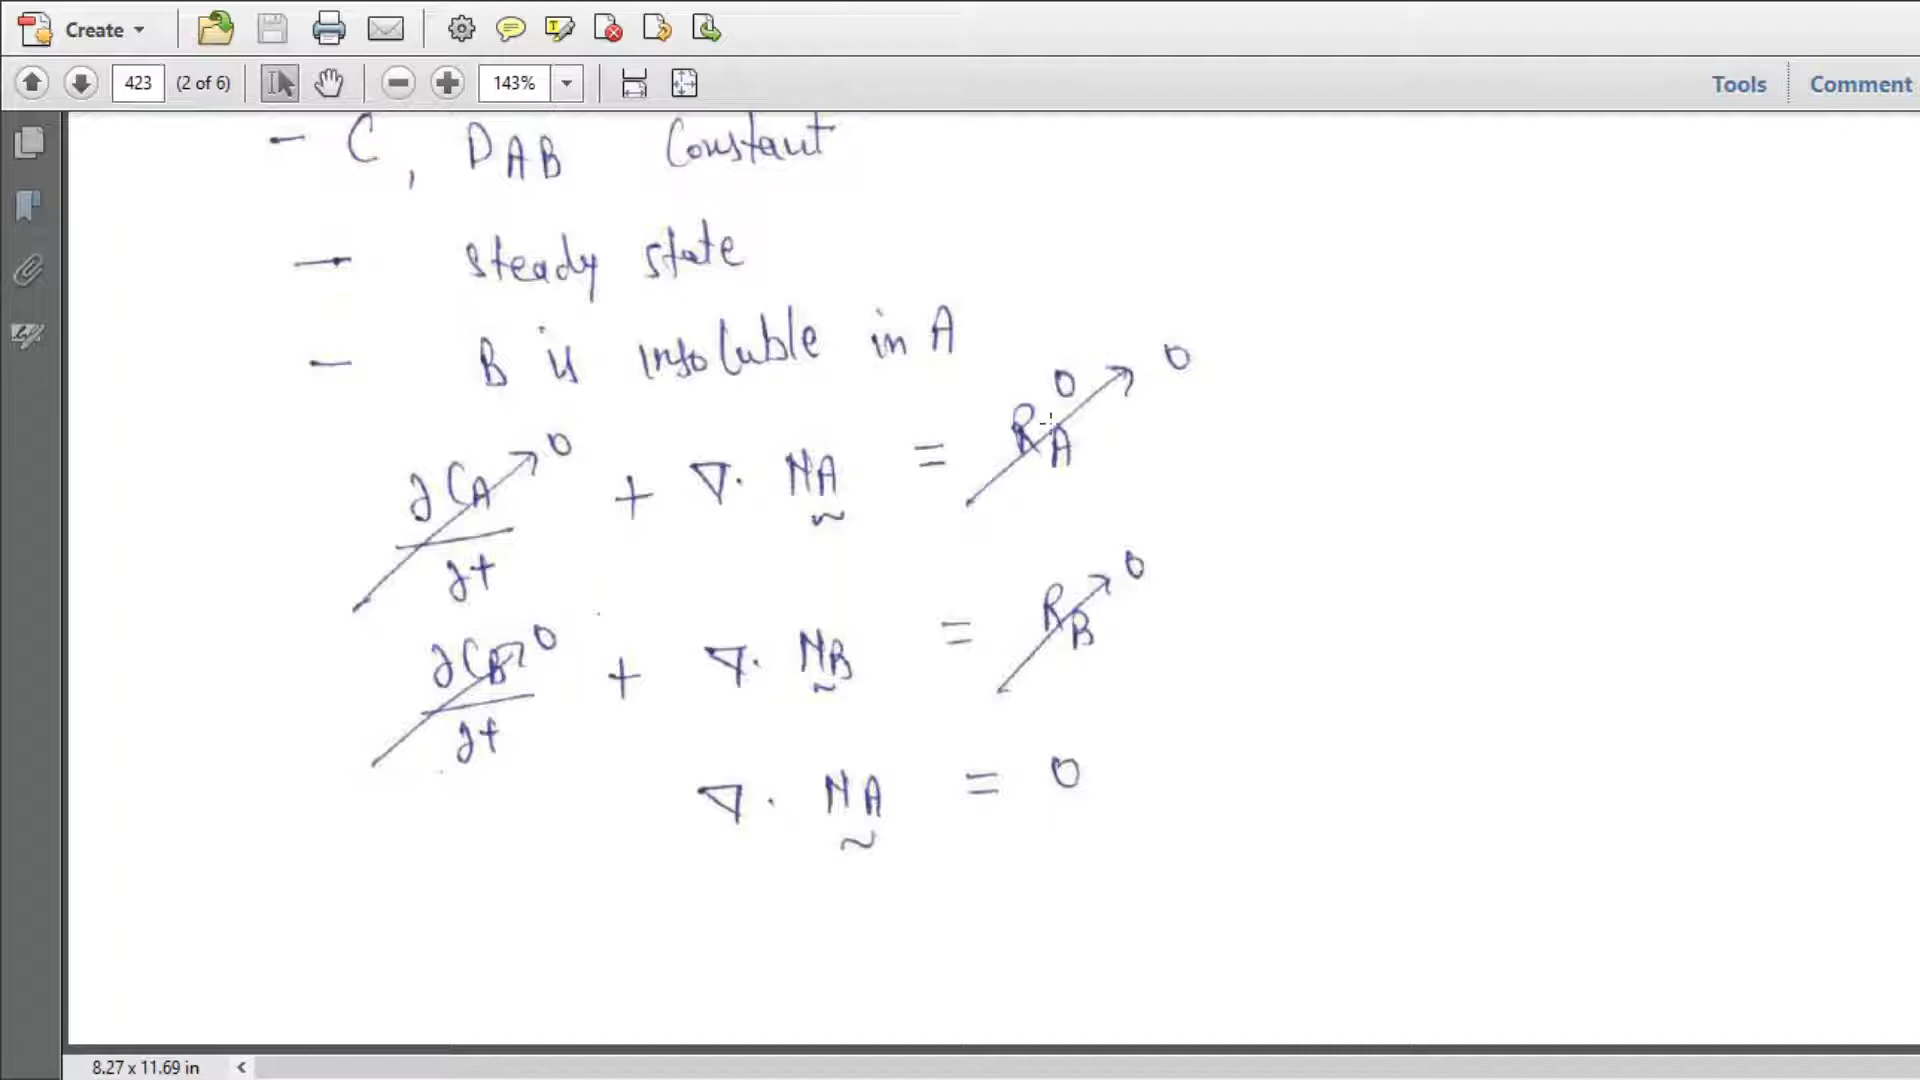 Create
423 (2 of 6) 143% Tools Comment
- C, DAB Constant
- steady state
- B is insoluble in A
∂CA/∂t → 0 + ∇. NA = RA 0 → 0
∂CB/∂t → 0 + ∇. NB = RB → 0
∇. NA = 0
8.27 x 11.69 in